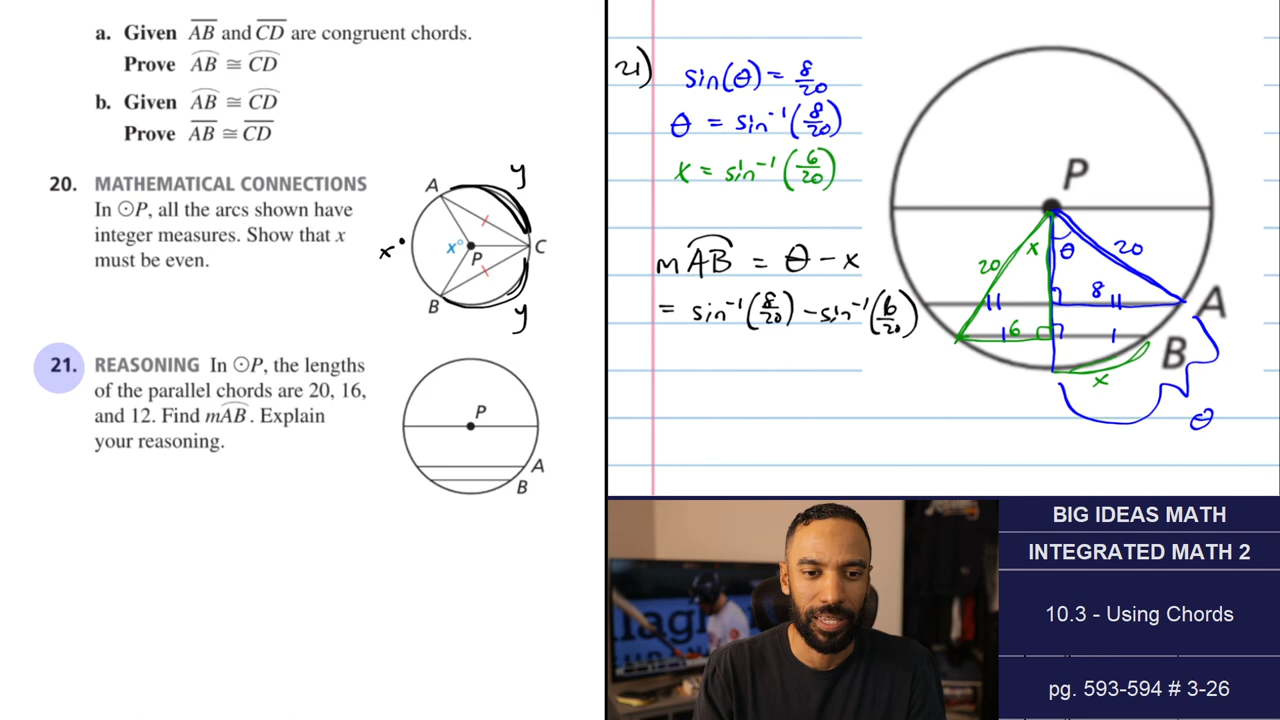 a. Given AB and CD are congruent chords.
Prove AB ≅ CD
b. Given AB ≅ CD
Prove AB ≅ CD
20. MATHEMATICAL CONNECTIONS
In ⊙P, all the arcs shown have
integer measures. Show that x
must be even.
A
y
x°
x°
P
C
B
y
21. REASONING In ⊙P, the lengths
of the parallel chords are 20, 16,
and 12. Find mAB. Explain
your reasoning.
P
A
B
21)
sin(θ) = 8/20
θ = sin⁻¹(8/20)
x = sin⁻¹(6/20)
mAB = θ - x
= sin⁻¹(8/20) - sin⁻¹(6/20)
P
x
θ
20
20
8
A
6
B
x
θ
BIG IDEAS MATH
INTEGRATED MATH 2
10.3 - Using Chords
pg. 593-594 # 3-26